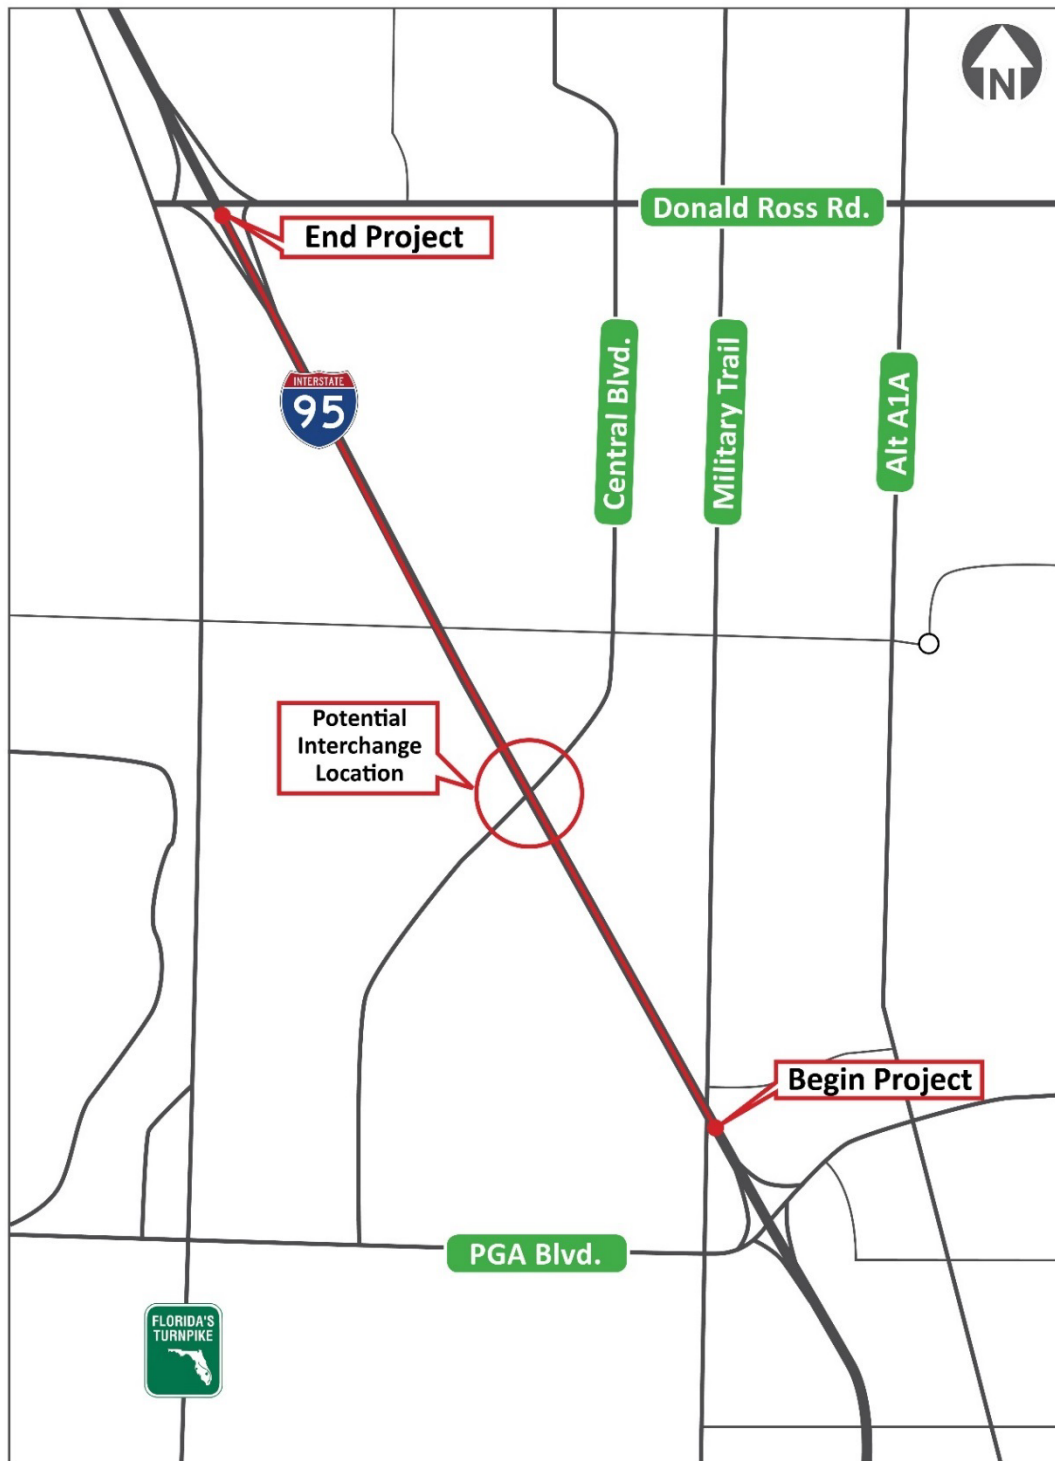 N
Donald Ross Rd.
End Project
INTERSTATE
95
Central Blvd.
Military Trail
Alt A1A
Potential
Interchange
Location
Begin Project
PGA Blvd.
FLORIDA'S
TURNPIKE